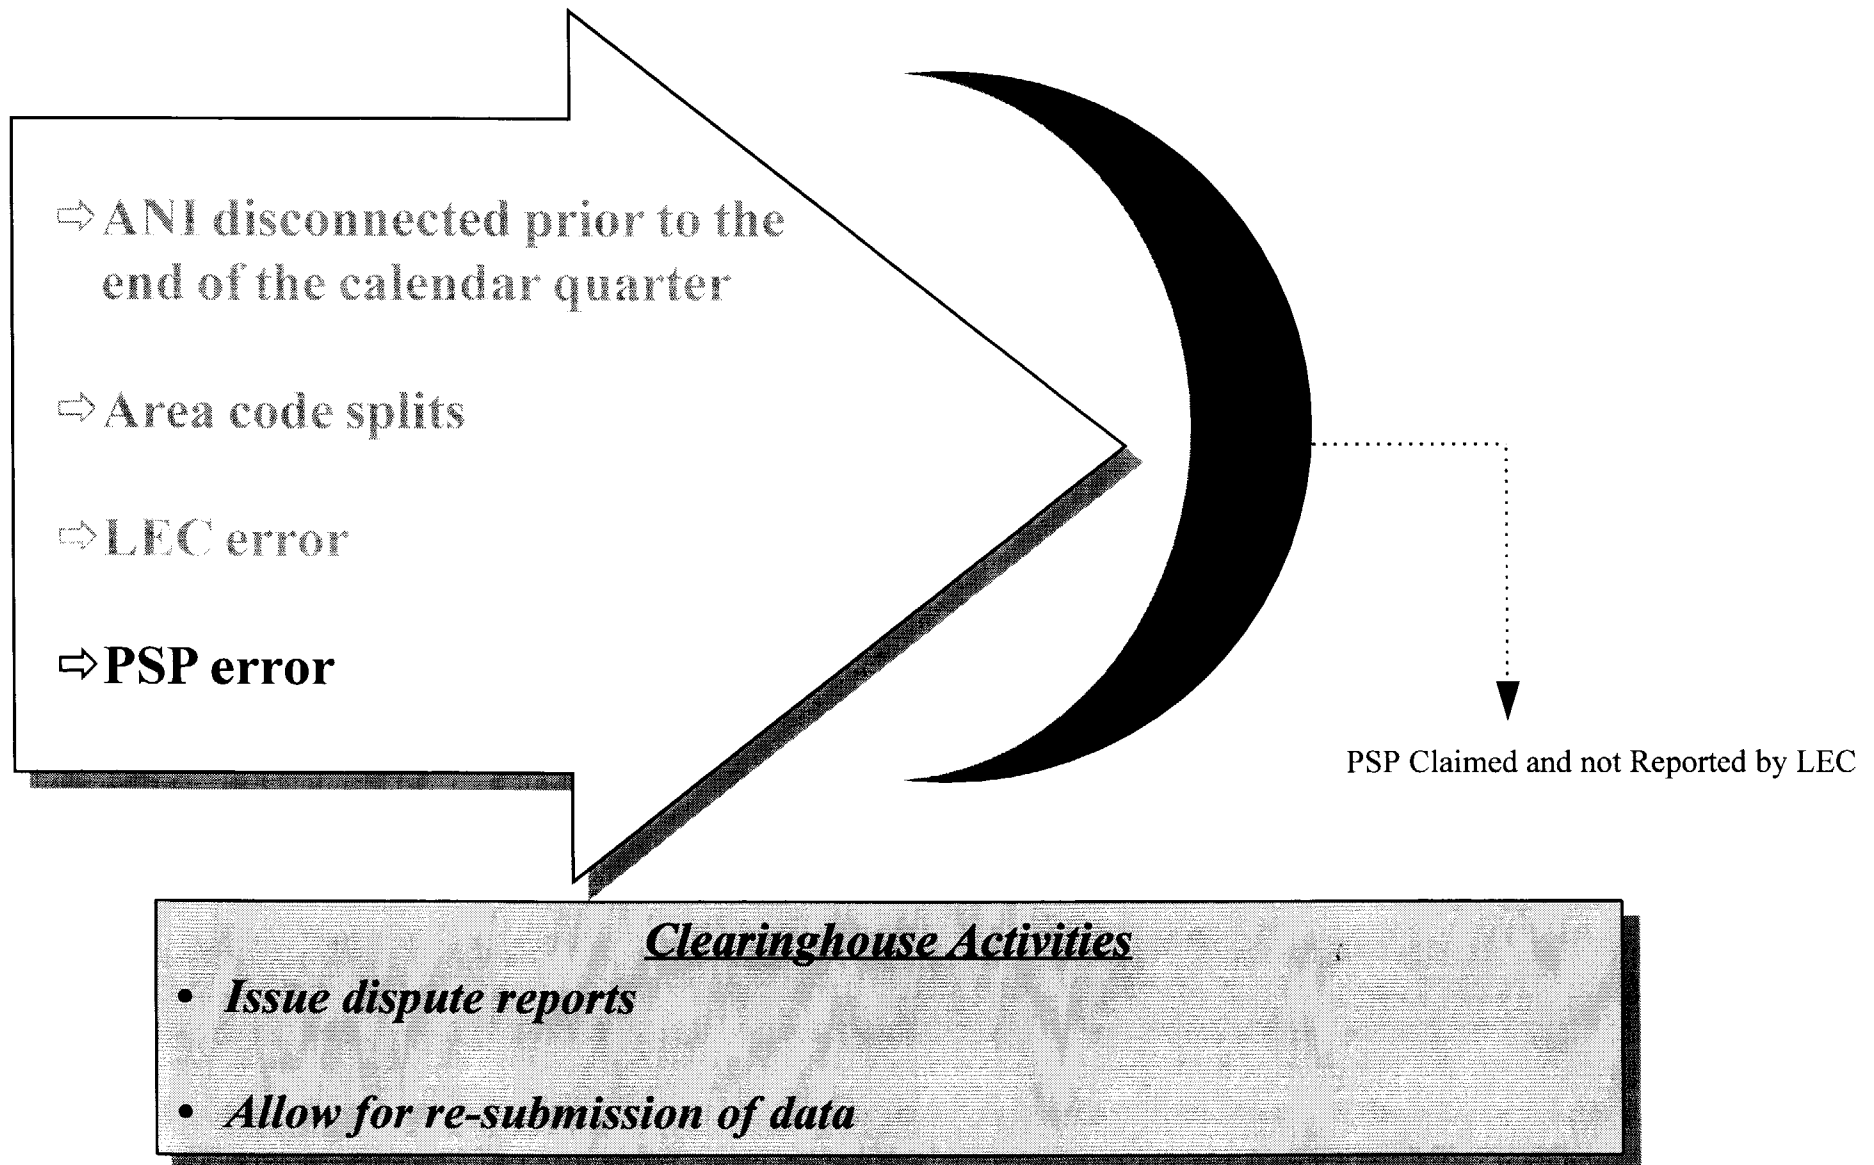 ⇨ANI disconnected prior to the
end of the calendar quarter
⇨Area code splits
⇨LEC error
⇨PSP error
PSP Claimed and not Reported by LEC
Clearinghouse Activities
• Issue dispute reports
• Allow for re-submission of data